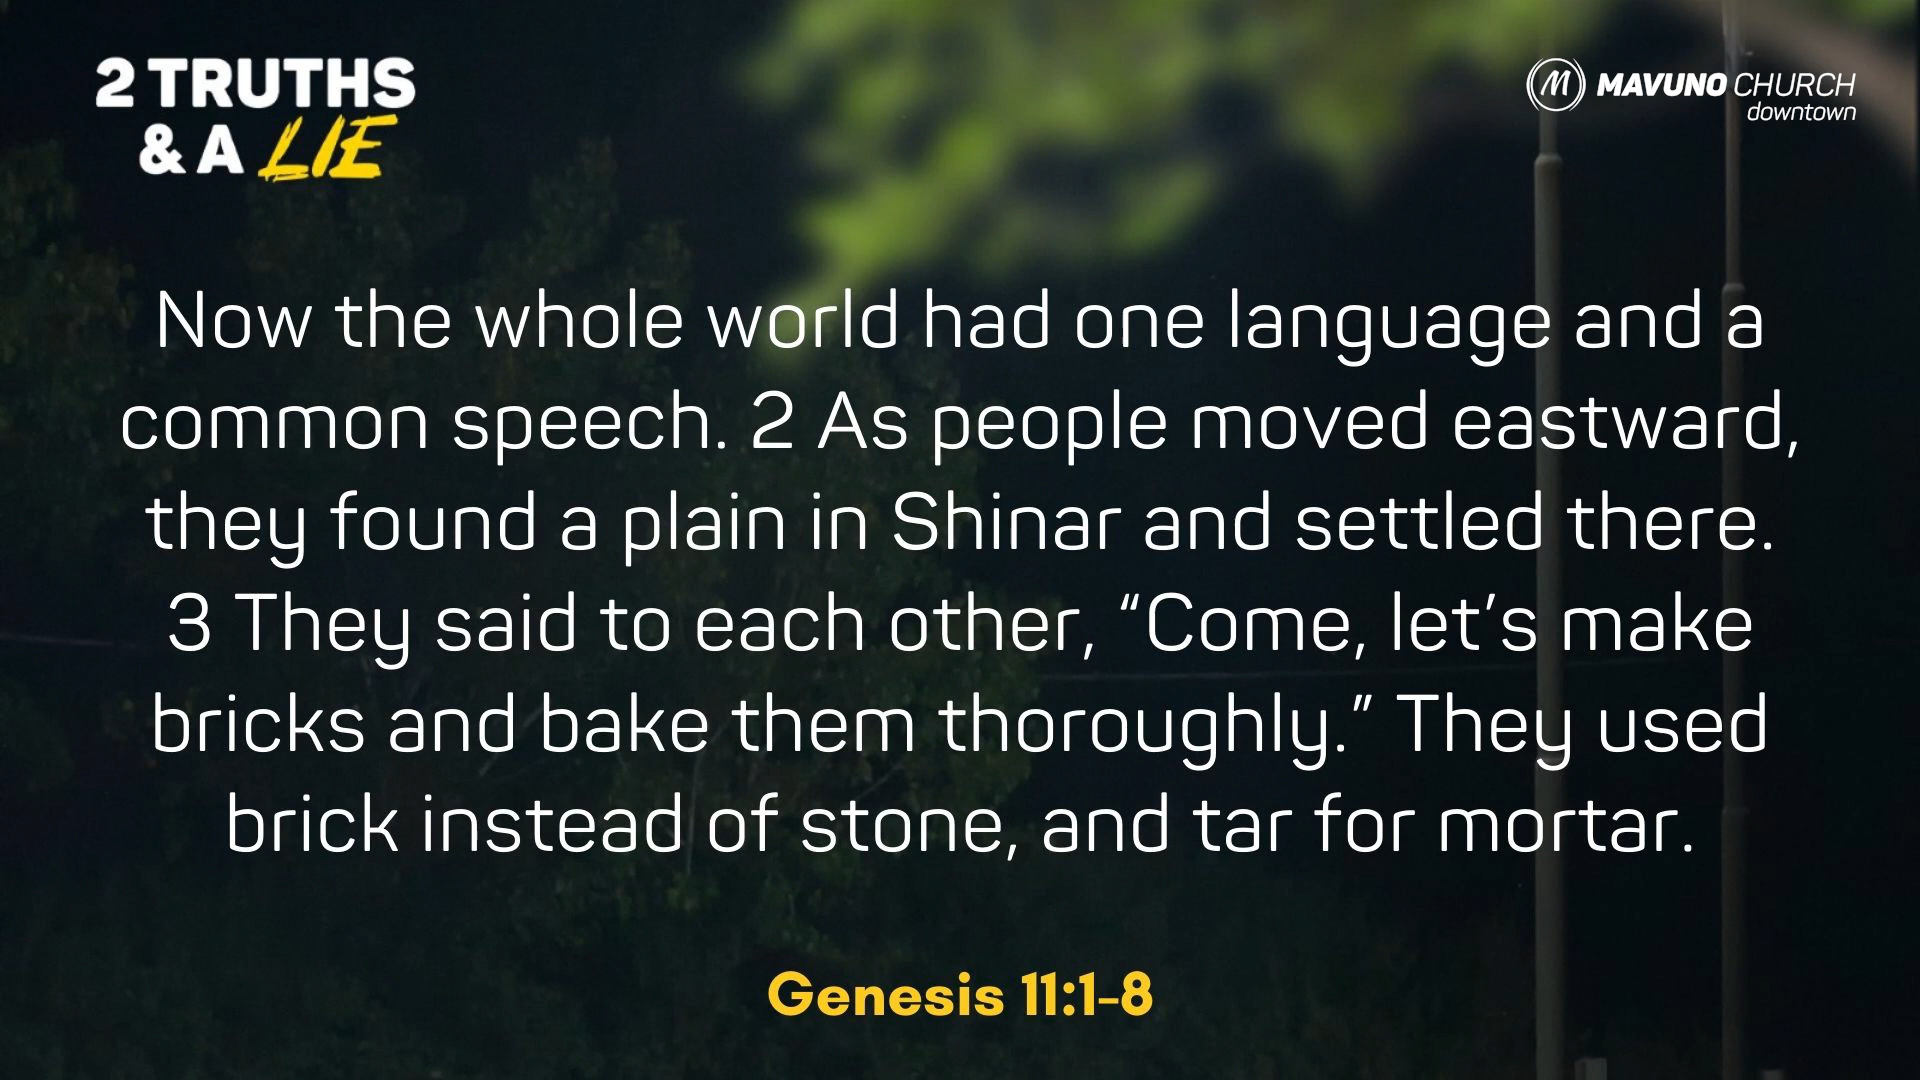 2 TRUTHS
& A LIE
MAVUNO CHURCH
downtown
Now the whole world had one language and a
common speech. 2 As people moved eastward,
they found a plain in Shinar and settled there.
3 They said to each other, “Come, let’s make
bricks and bake them thoroughly.” They used
brick instead of stone, and tar for mortar.
Genesis 11:1-8